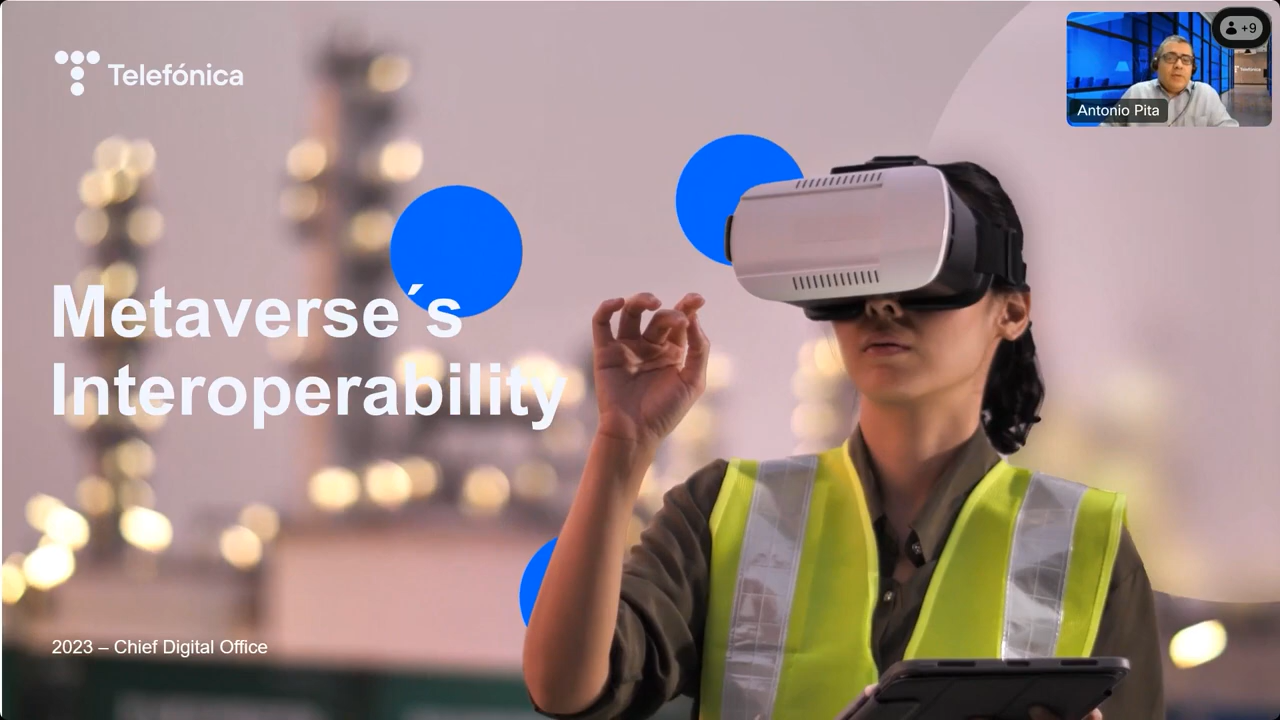 Telefónica
+9
Antonio Pita
Metaverse´s
Interoperability
2023 – Chief Digital Office